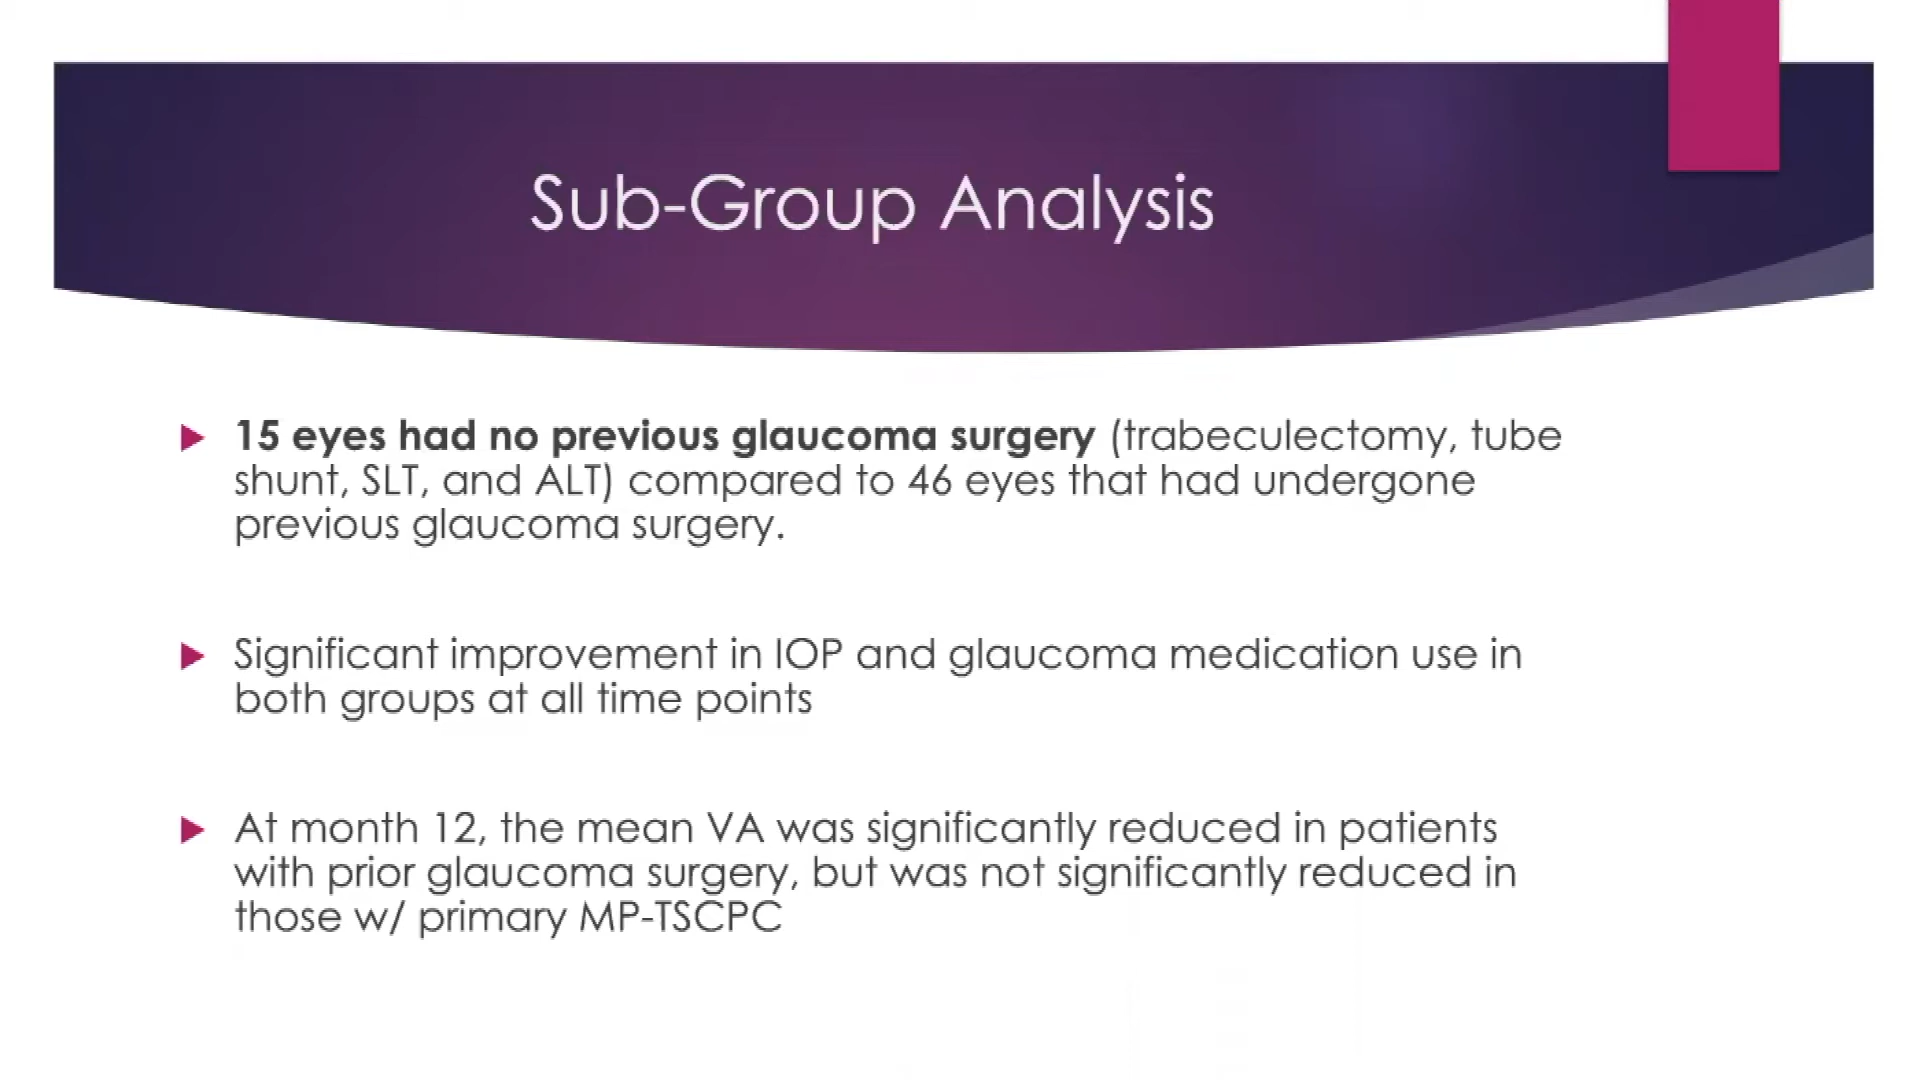 Sub-Group Analysis
15 eyes had no previous glaucoma surgery (trabeculectomy, tube
shunt, SLT, and ALT) compared to 46 eyes that had undergone
previous glaucoma surgery.
Significant improvement in IOP and glaucoma medication use in
both groups at all time points
At month 12, the mean VA was significantly reduced in patients
with prior glaucoma surgery, but was not significantly reduced in
those w/ primary MP-TSCPC